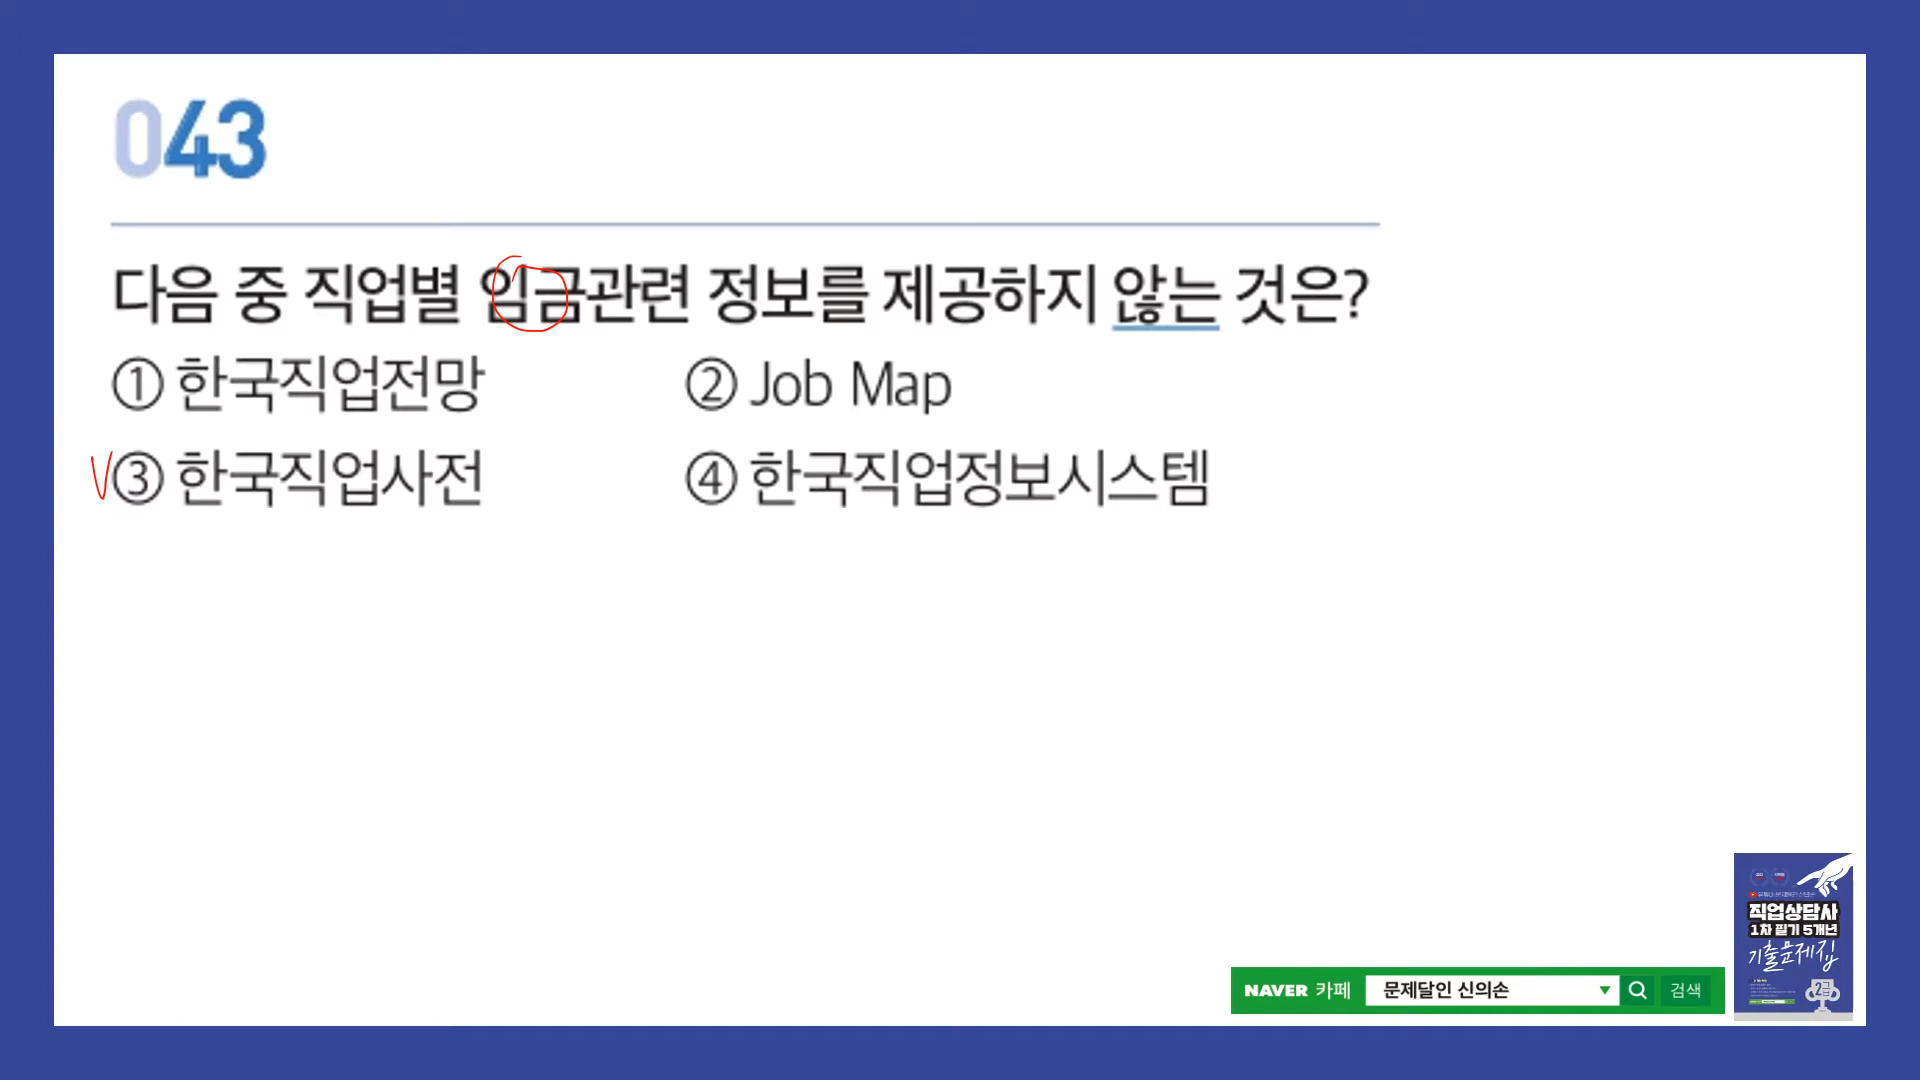 043
다음 중 직업별 임금관련 정보를 제공하지 않는 것은?
① 한국직업전망 ② Job Map
V③ 한국직업사전 ④ 한국직업정보시스템
직업상담사
1차 필기 5개년
기출문제집
2급
NAVER 카페 문제달인 신의손 검색